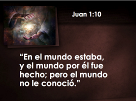 Juan 1:10
“En el mundo estaba,
y el mundo por él fue
hecho; pero el mundo
no le conoció.”